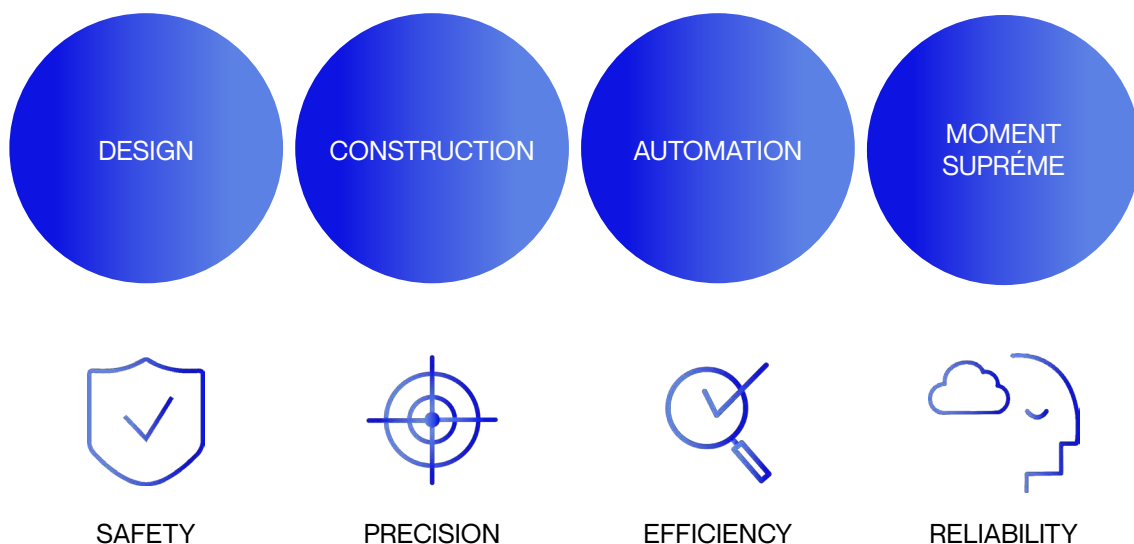 DESIGN
CONSTRUCTION
AUTOMATION
MOMENT
SUPRÉME
SAFETY
PRECISION
EFFICIENCY
RELIABILITY